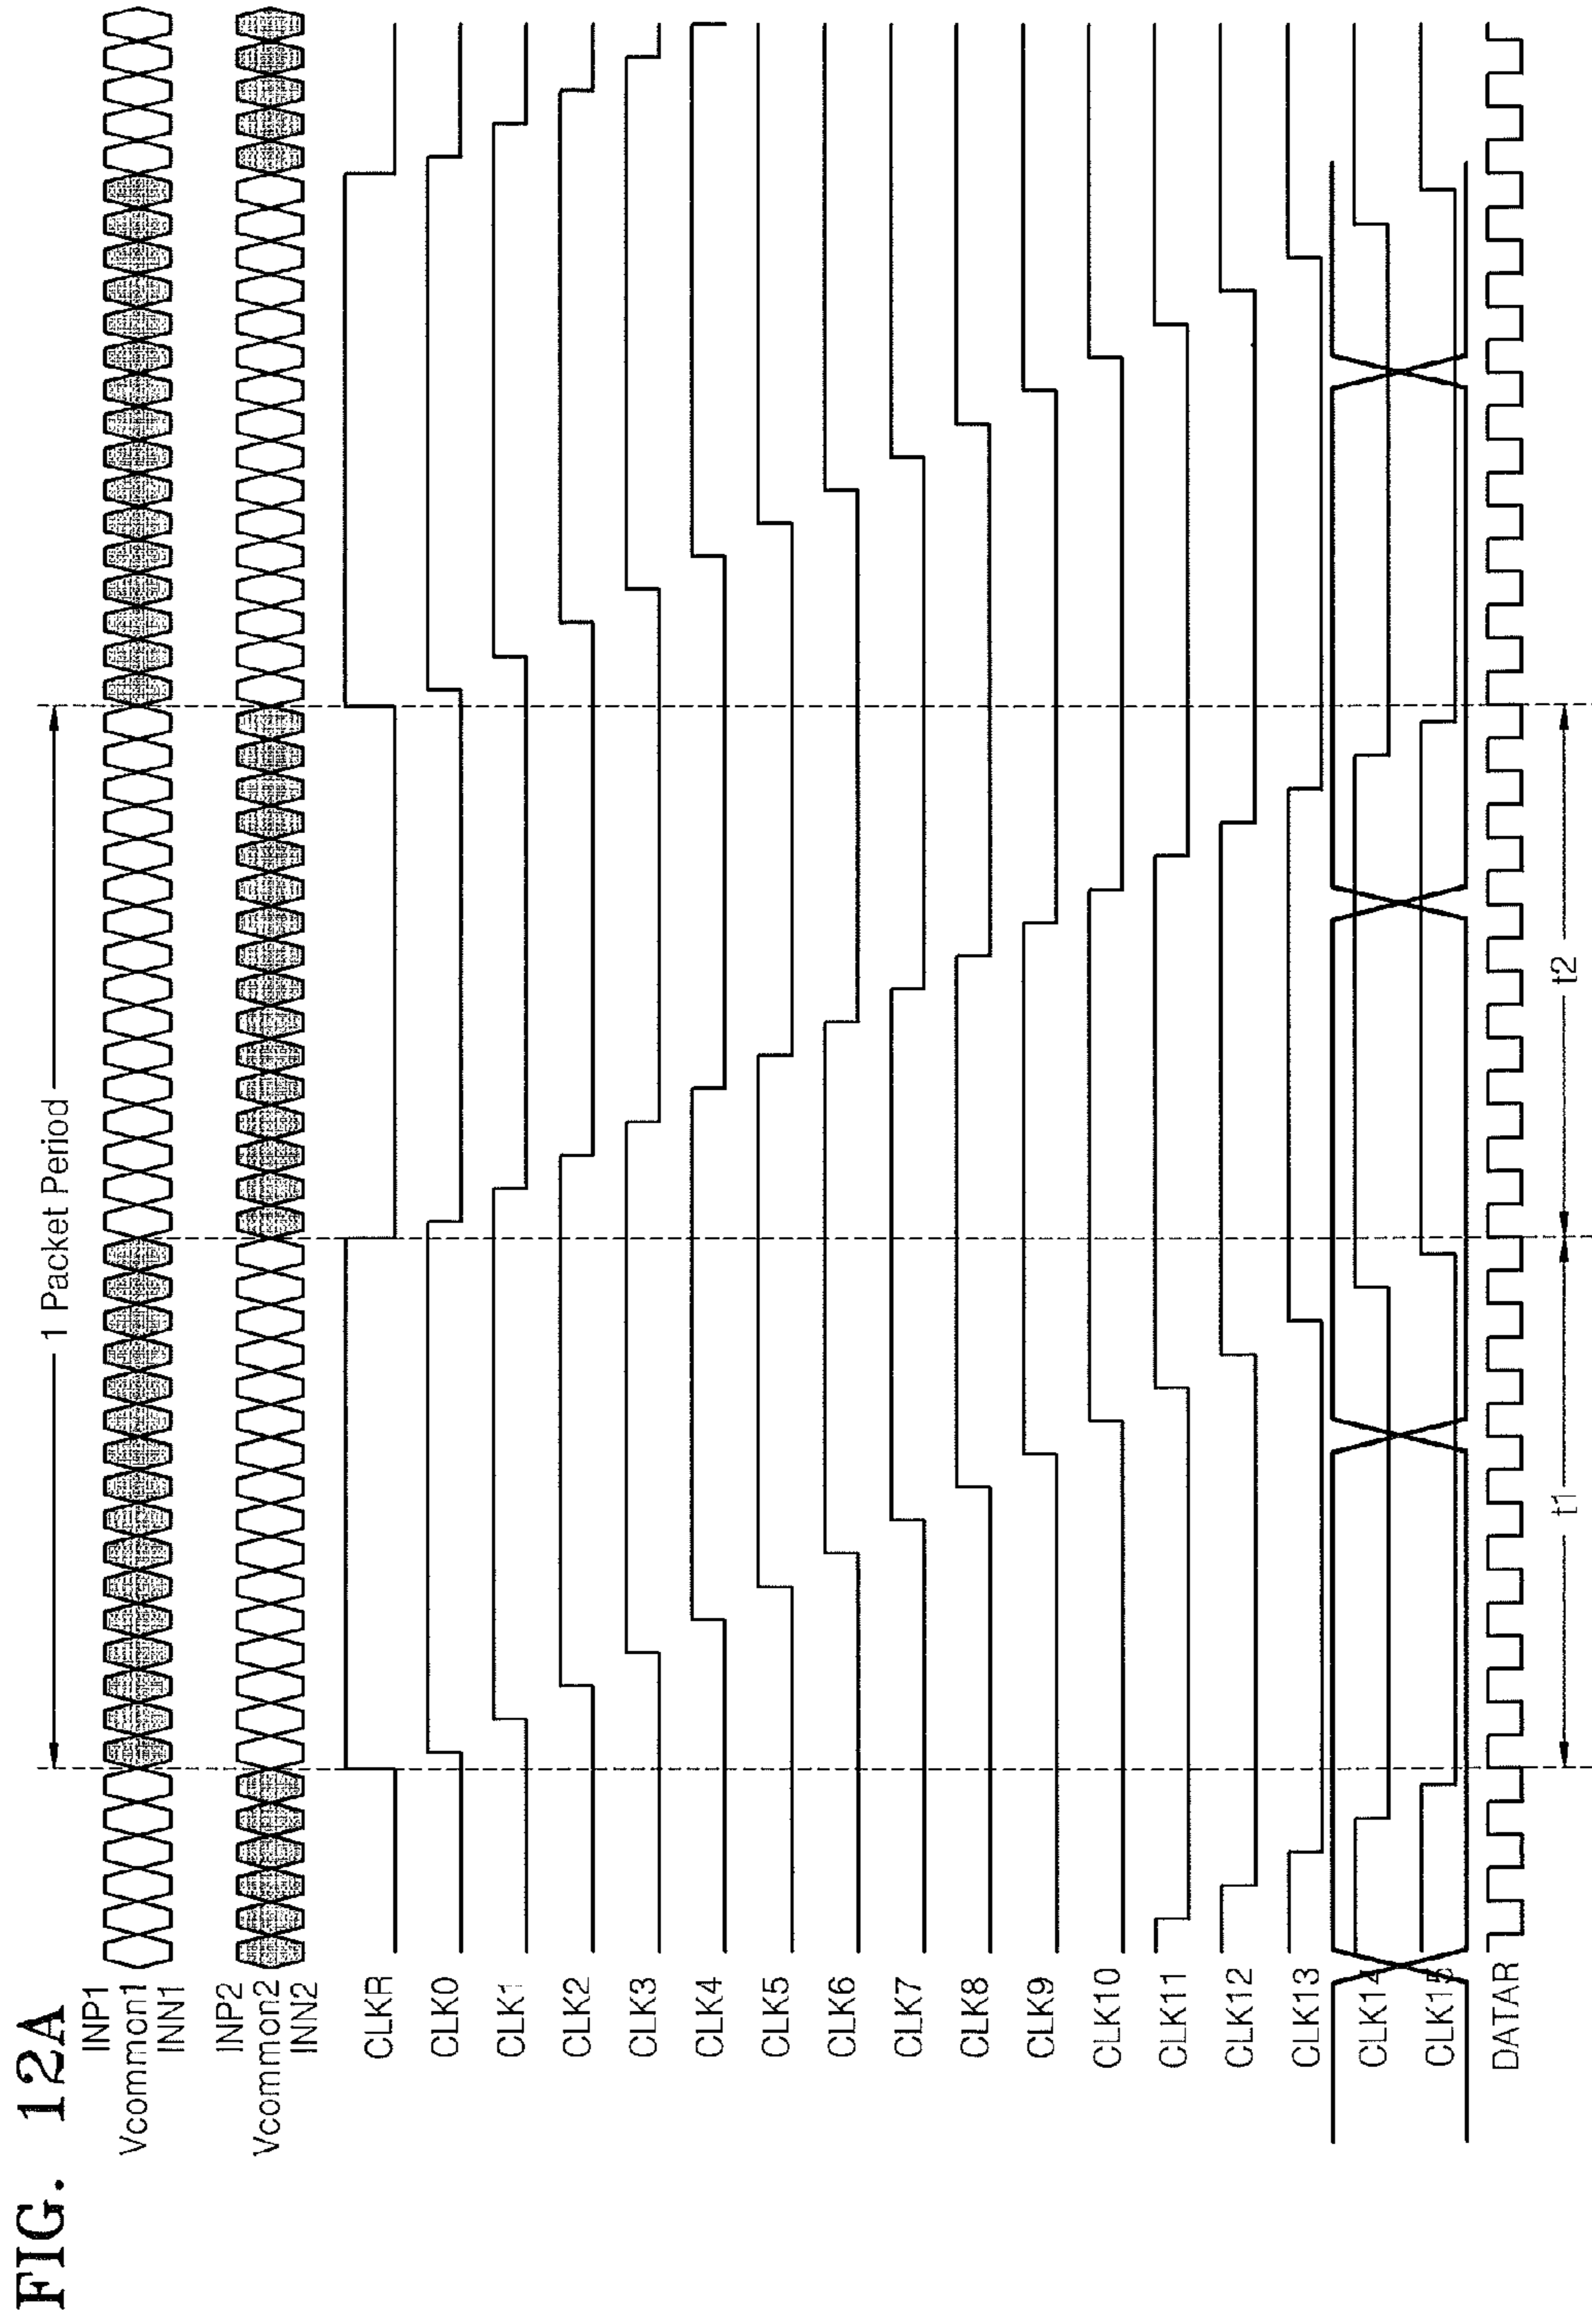 FIG. 12A
1 Packet Period
INP1
Vcommon1
INN1
INP2
Vcommon2
INN2
CLKR
CLK0
CLK1
CLK2
CLK3
CLK4
CLK5
CLK6
CLK7
CLK8
CLK9
CLK10
CLK11
CLK12
CLK13
CLK14
CLK15
DATAR
t1
t2